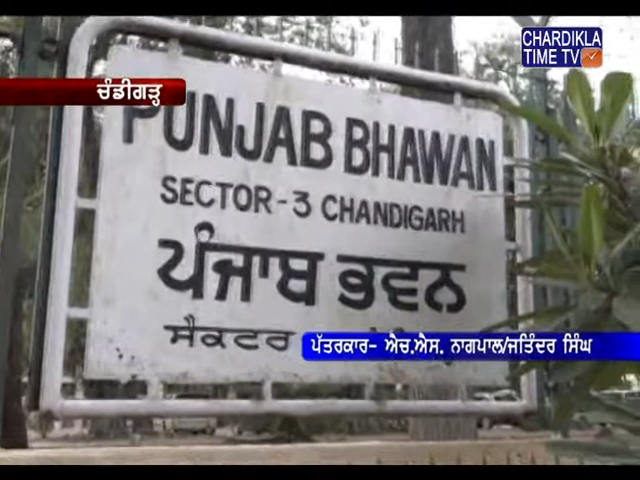 CHARDIKLA
TIME TV
ਚੰਡੀਗੜ੍ਹ
PUNJAB BHAWAN
SECTOR - 3 CHANDIGARH
ਪੰਜਾਬ ਭਵਨ
ਸੈਕਟਰ
ਪੱਤਰਕਾਰ- ਐਚ.ਐਸ. ਨਾਗਪਾਲ/ਜਤਿੰਦਰ ਸਿੰਘ